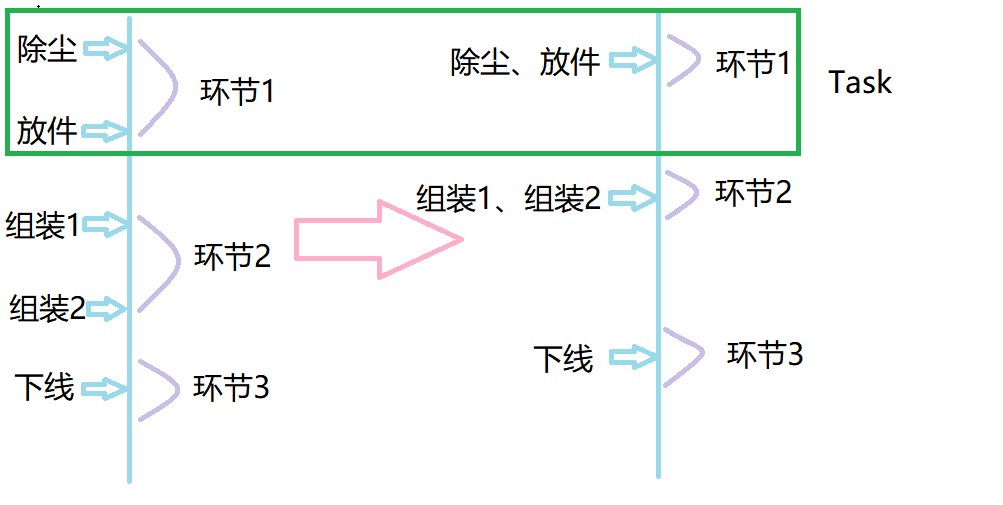 除尘
放件
环节1
组装1
组装2
环节2
下线
环节3
除尘、放件
环节1
Task
组装1、组装2
环节2
下线
环节3